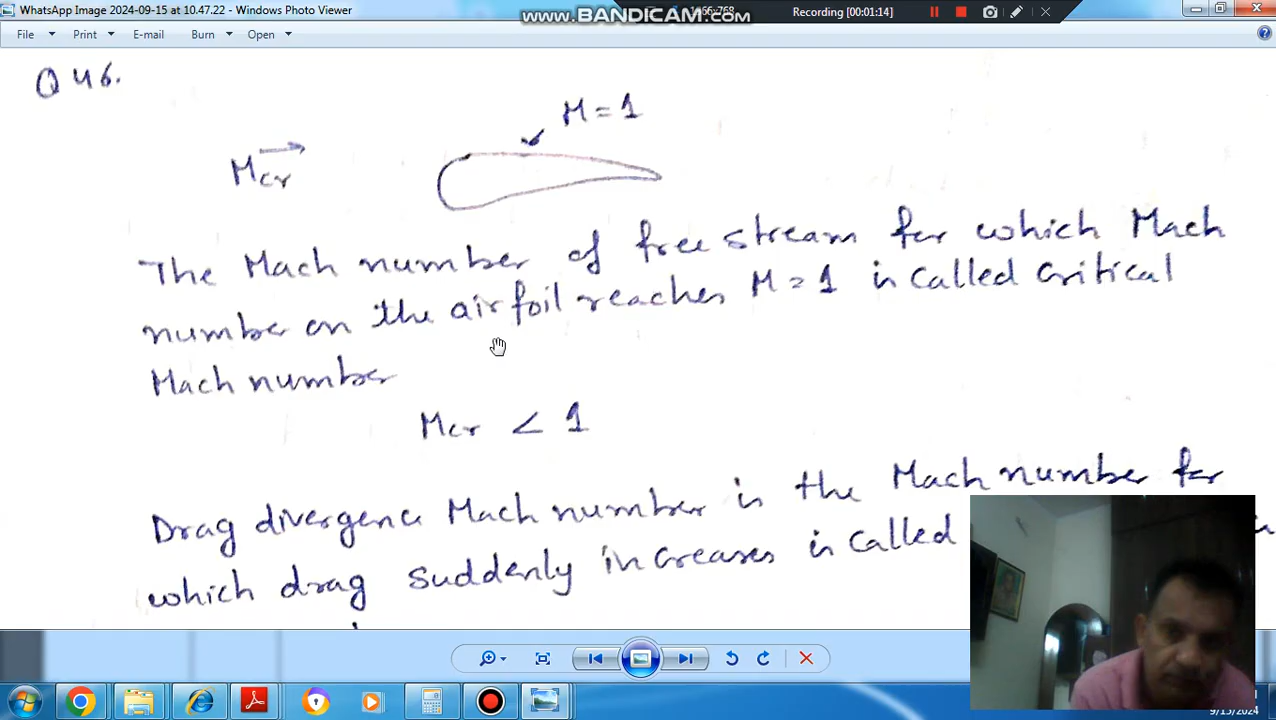 WhatsApp Image 2024-09-15 at 10.47.22 - Windows Photo Viewer
www.BANDICAM.com
Recording [00:01:14]
File Print E-mail Burn Open
Q 46.
M = 1
Mcr
The Mach number of free stream for which Mach
number on the airfoil reaches M = 1 is called Critical
Mach number
Mcr < 1
Drag divergence Mach number is the Mach number for
which drag suddenly increases is called
9/15/2024